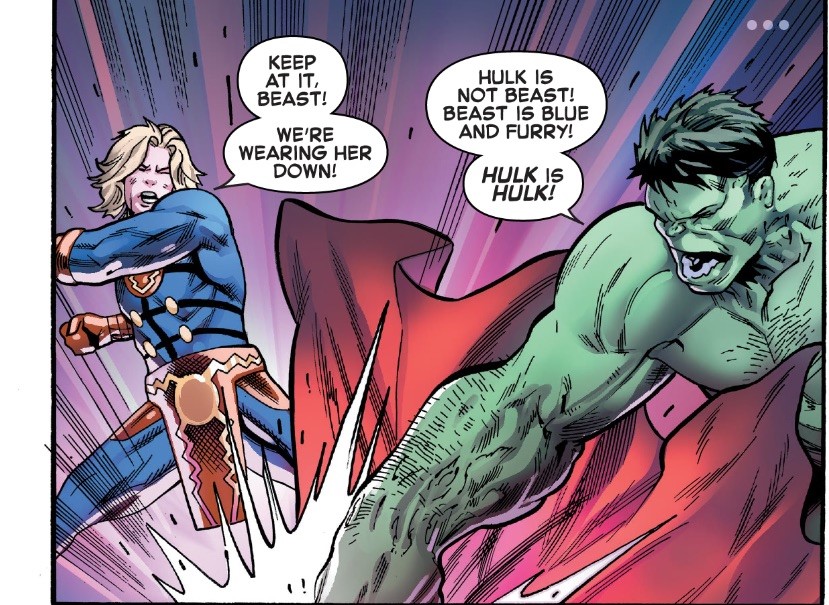 KEEP
AT IT,
BEAST!
WE'RE
WEARING HER
DOWN!
HULK IS
NOT BEAST!
BEAST IS BLUE
AND FURRY!
HULK IS
HULK!